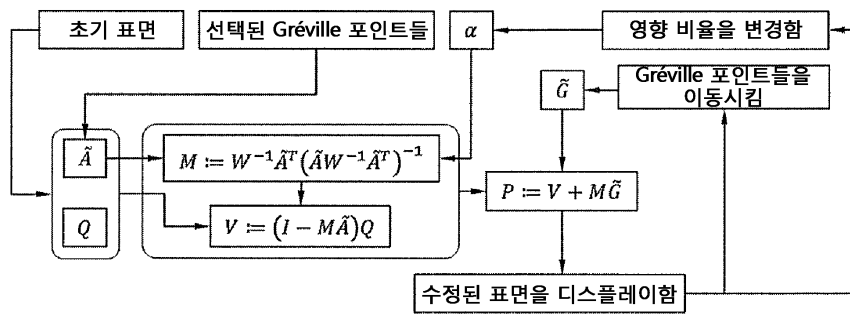 초기 표면
선택된 Gréville 포인트들
α
영향 비율을 변경함
Gréville 포인트들을
이동시킴
G̃
Ã
M ≔ W⁻¹Ãᵀ(ÃW⁻¹Ãᵀ)⁻¹
P ≔ V + MG̃
Q
V ≔ (I − MÃ)Q
수정된 표면을 디스플레이함